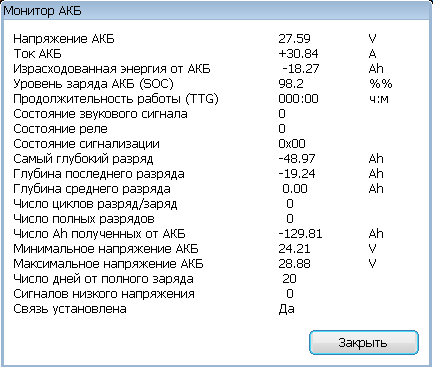 Монитор АКБ
Напряжение АКБ 27.59 V
Ток АКБ +30.84 A
Израсходованная энергия от АКБ -18.27 Ah
Уровень заряда АКБ (SOC) 98.2 %%
Продолжительность работы (TTG) 000:00 ч:м
Состояние звукового сигнала 0
Состояние реле 0
Состояние сигнализации 0x00
Самый глубокий разряд -48.97 Ah
Глубина последнего разряда -19.24 Ah
Глубина среднего разряда 0.00 Ah
Число циклов разряд/заряд 0
Число полных разрядов 0
Число Ah полученных от АКБ -129.81 Ah
Минимальное напряжение АКБ 24.21 V
Максимальное напряжение АКБ 28.88 V
Число дней от полного заряда 20
Сигналов низкого напряжения 0
Связь установлена Да
Закрыть